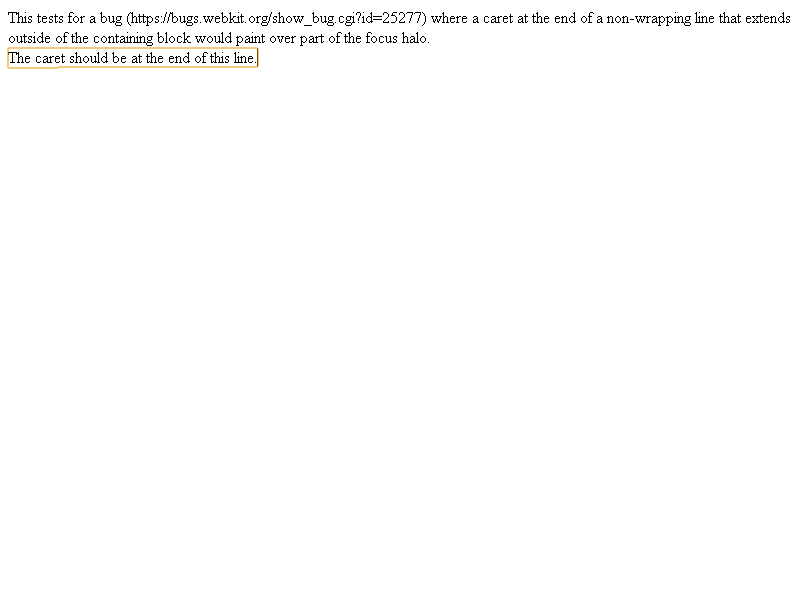 This tests for a bug (https://bugs.webkit.org/show_bug.cgi?id=25277) where a caret at the end of a non-wrapping line that extends
outside of the containing block would paint over part of the focus halo.
The caret should be at the end of this line.